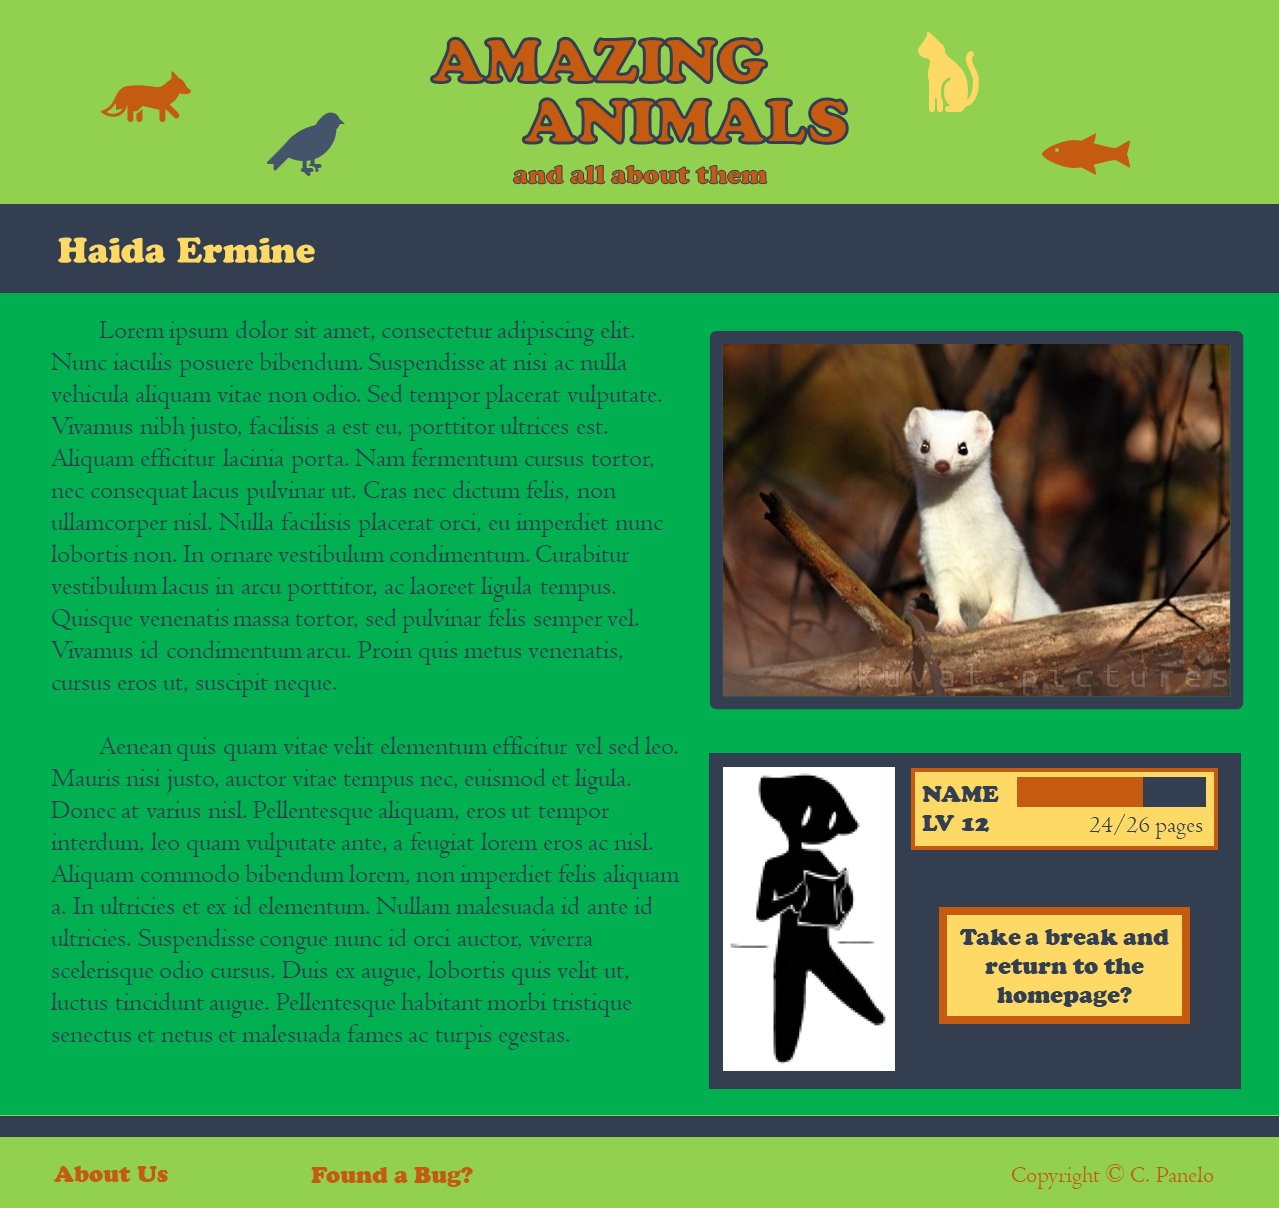 AMAZING
ANIMALS
and all about them
Haida Ermine
Lorem ipsum dolor sit amet, consectetur adipiscing elit.
Nunc iaculis posuere bibendum. Suspendisse at nisi ac nulla
vehicula aliquam vitae non odio. Sed tempor placerat vulputate.
Vivamus nibh justo, facilisis a est eu, porttitor ultrices est.
Aliquam efficitur lacinia porta. Nam fermentum cursus tortor,
nec consequat lacus pulvinar ut. Cras nec dictum felis, non
ullamcorper nisl. Nulla facilisis placerat orci, eu imperdiet nunc
lobortis non. In ornare vestibulum condimentum. Curabitur
vestibulum lacus in arcu porttitor, ac laoreet ligula tempus.
Quisque venenatis massa tortor, sed pulvinar felis semper vel.
Vivamus id condimentum arcu. Proin quis metus venenatis,
cursus eros ut, suscipit neque.
Aenean quis quam vitae velit elementum efficitur vel sed leo.
Mauris nisi justo, auctor vitae tempus nec, euismod et ligula.
Donec at varius nisl. Pellentesque aliquam, eros ut tempor
interdum, leo quam vulputate ante, a feugiat lorem eros ac nisl.
Aliquam commodo bibendum lorem, non imperdiet felis aliquam
a. In ultricies et ex id elementum. Nullam malesuada id ante id
ultricies. Suspendisse congue nunc id orci auctor, viverra
scelerisque odio cursus. Duis ex augue, lobortis quis velit ut,
luctus tincidunt augue. Pellentesque habitant morbi tristique
senectus et netus et malesuada fames ac turpis egestas.
kuvat.pictures
NAME
LV 12
24/26 pages
Take a break and
return to the
homepage?
About Us
Found a Bug?
Copyright © C. Panelo